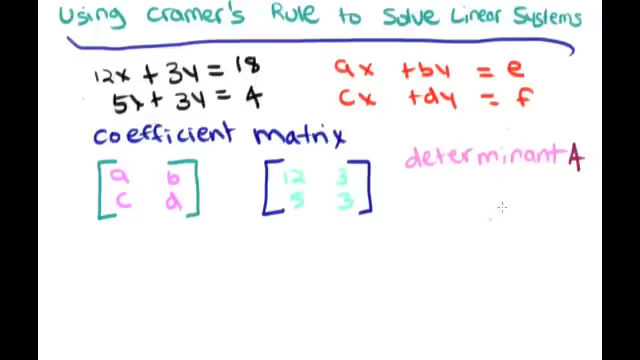 Using Cramer's Rule to Solve Linear Systems
12x + 3y = 18
5x + 3y = 4
ax + by = e
cx + dy = f
coefficient matrix
a b
c d
12 3
5 3
determinant A